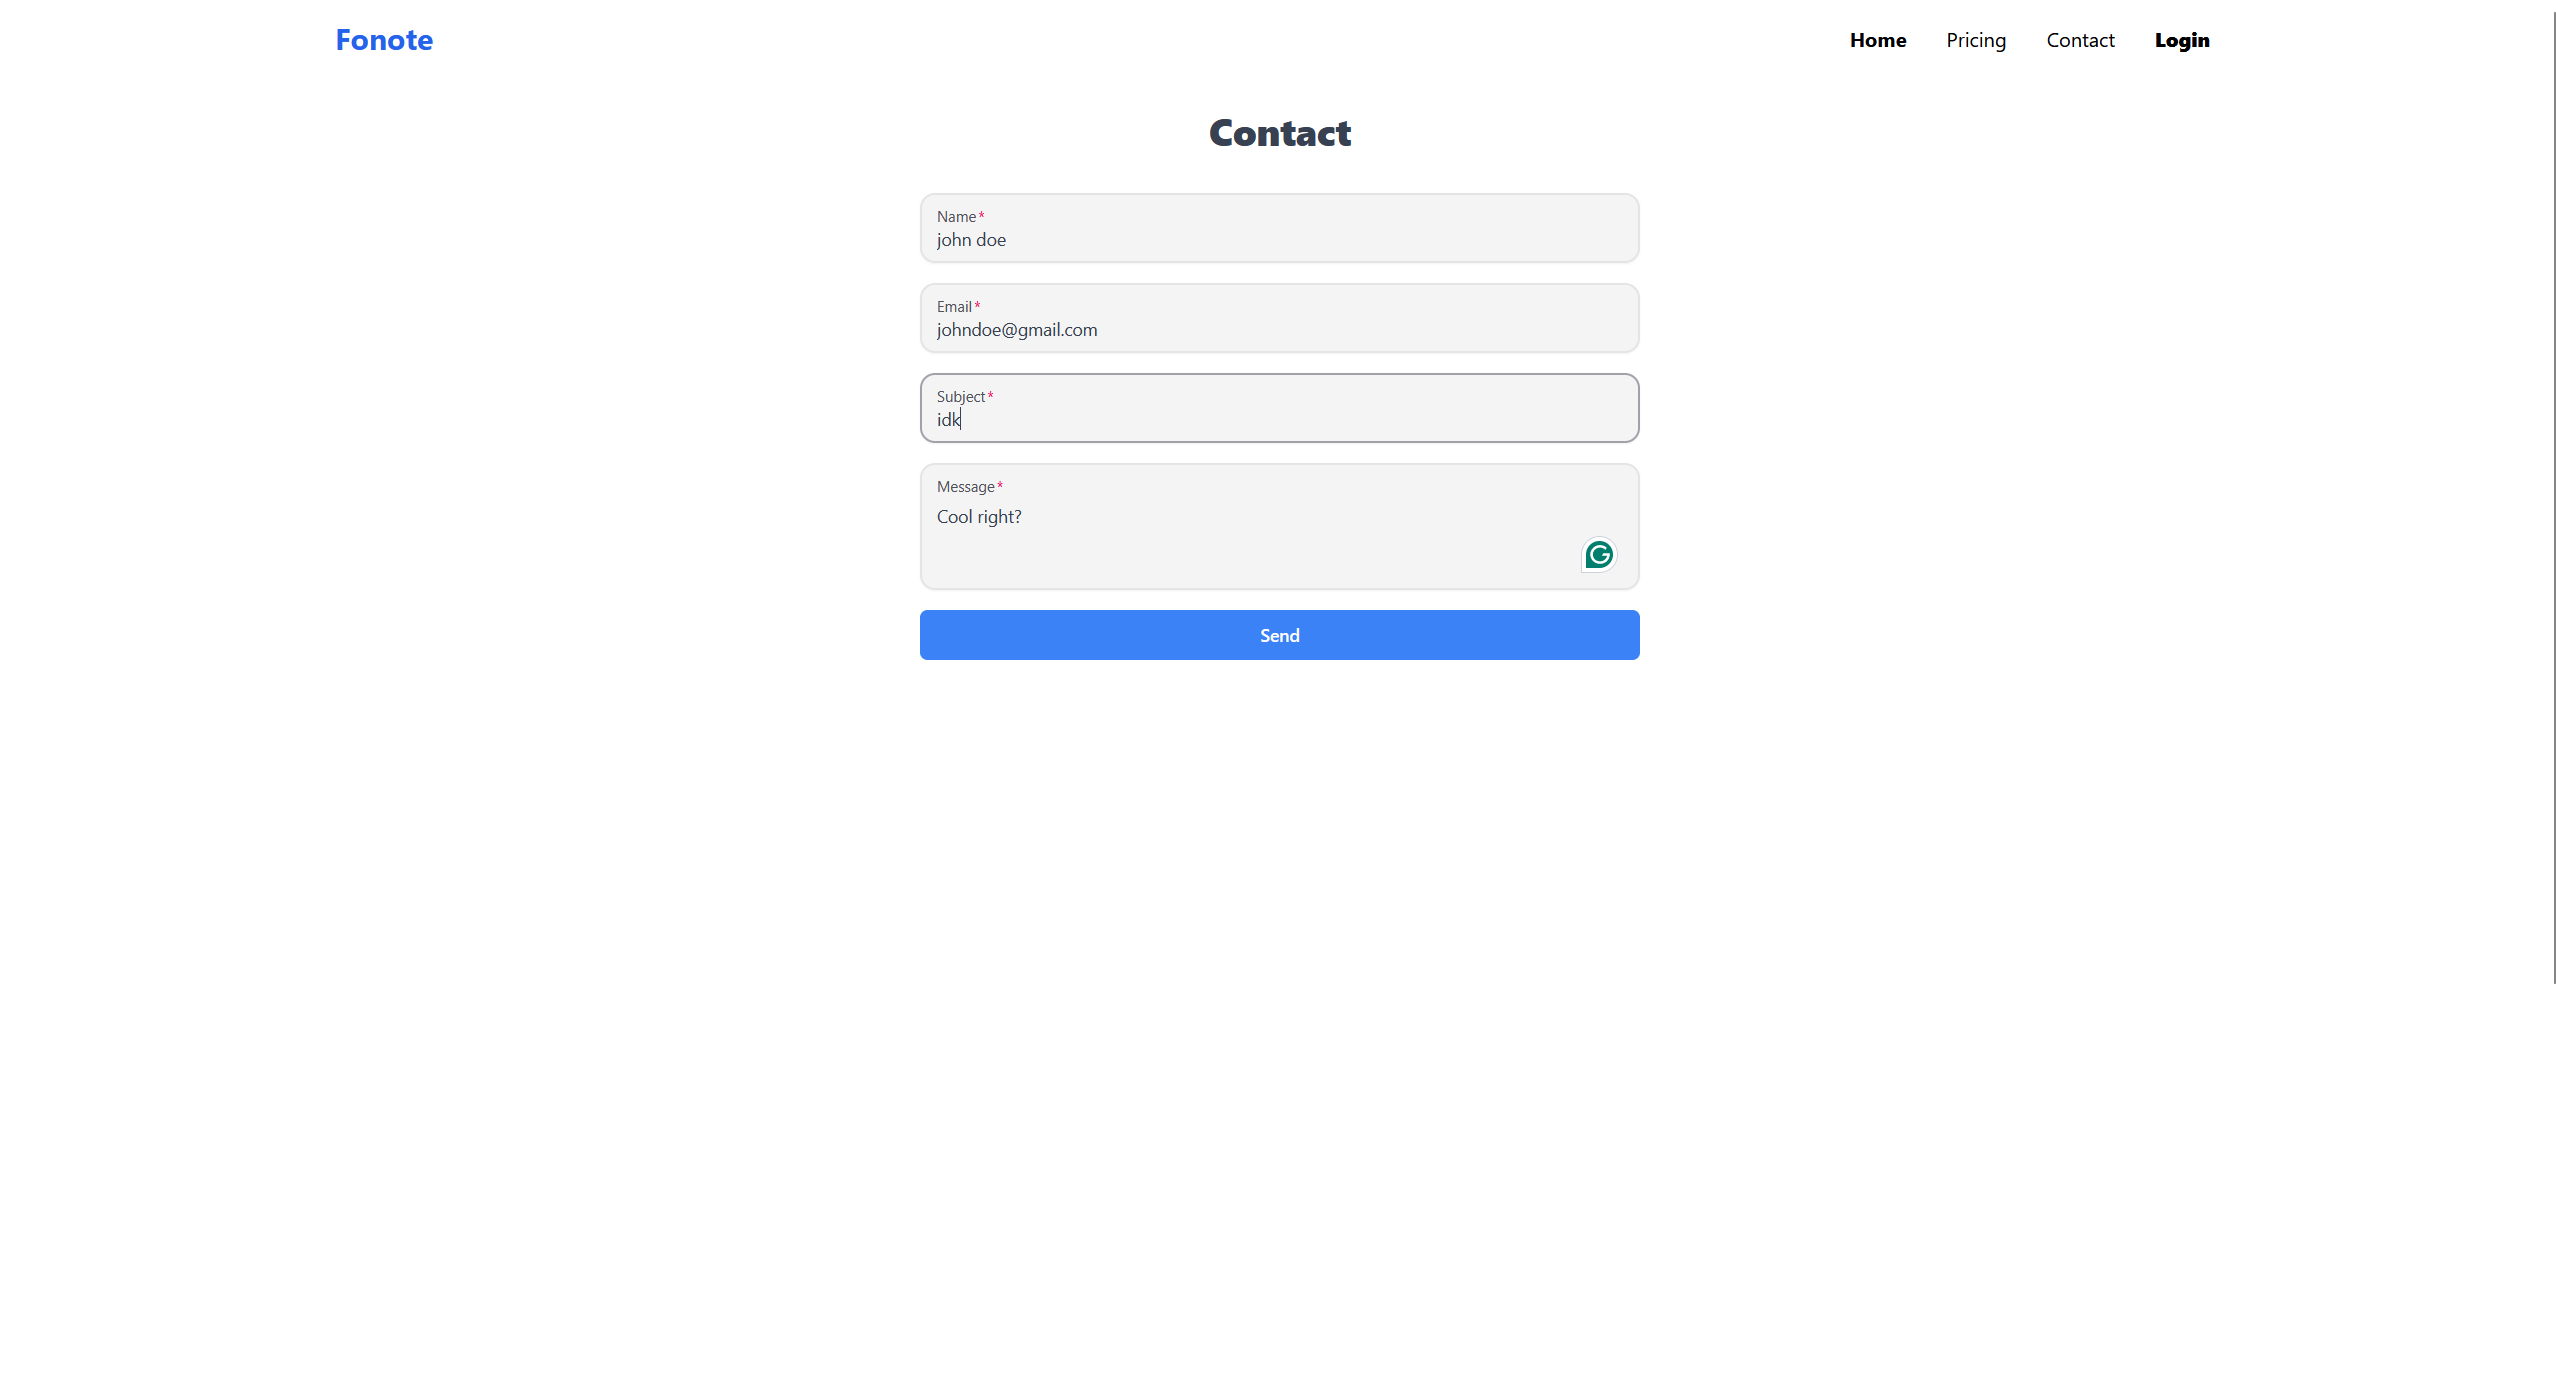 Fonote
Home Pricing Contact Login
Contact
Name*
john doe
Email*
johndoe@gmail.com
Subject*
idk
Message*
Cool right?
Send